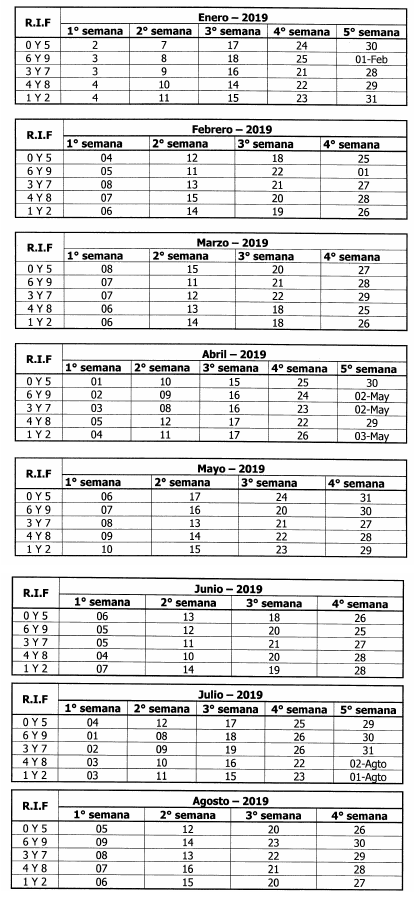 R.I.F Enero – 2019
1° semana 2° semana 3° semana 4° semana 5° semana
0 Y 5 2 7 17 24 30
6 Y 9 3 8 18 25 01-Feb
3 Y 7 3 9 16 21 28
4 Y 8 4 10 14 22 29
1 Y 2 4 11 15 23 31
R.I.F Febrero – 2019
1° semana 2° semana 3° semana 4° semana
0 Y 5 04 12 18 25
6 Y 9 05 11 22 01
3 Y 7 08 13 21 27
4 Y 8 07 15 20 28
1 Y 2 06 14 19 26
R.I.F Marzo – 2019
1° semana 2° semana 3° semana 4° semana
0 Y 5 08 15 20 27
6 Y 9 07 11 21 28
3 Y 7 07 12 22 29
4 Y 8 06 13 18 25
1 Y 2 06 14 18 26
R.I.F Abril – 2019
1° semana 2° semana 3° semana 4° semana 5° semana
0 Y 5 01 10 15 25 30
6 Y 9 02 09 16 24 02-May
3 Y 7 03 08 16 23 02-May
4 Y 8 05 12 17 22 29
1 Y 2 04 11 17 26 03-May
R.I.F Mayo – 2019
1° semana 2° semana 3° semana 4° semana
0 Y 5 06 17 24 31
6 Y 9 07 16 20 30
3 Y 7 08 13 21 27
4 Y 8 09 14 22 28
1 Y 2 10 15 23 29
R.I.F Junio – 2019
1° semana 2° semana 3° semana 4° semana
0 Y 5 06 13 18 26
6 Y 9 05 12 20 25
3 Y 7 05 11 21 27
4 Y 8 04 10 20 28
1 Y 2 07 14 19 28
R.I.F Julio – 2019
1° semana 2° semana 3° semana 4° semana 5° semana
0 Y 5 04 12 17 25 29
6 Y 9 01 08 18 26 30
3 Y 7 02 09 19 26 31
4 Y 8 03 10 16 22 02-Agto
1 Y 2 03 11 15 23 01-Agto
R.I.F Agosto – 2019
1° semana 2° semana 3° semana 4° semana
0 Y 5 05 12 20 26
6 Y 9 09 14 23 30
3 Y 7 08 13 22 29
4 Y 8 07 16 21 28
1 Y 2 06 15 20 27